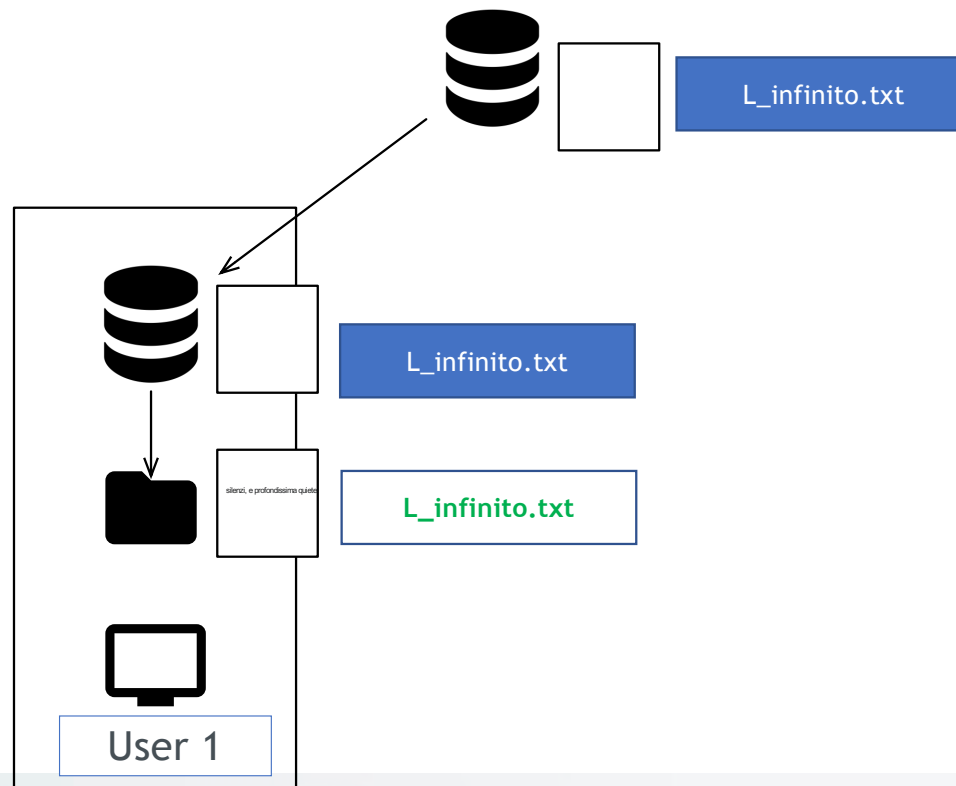 L_infinito.txt
L_infinito.txt
silenzi, e profondissima quiete
L_infinito.txt
User 1